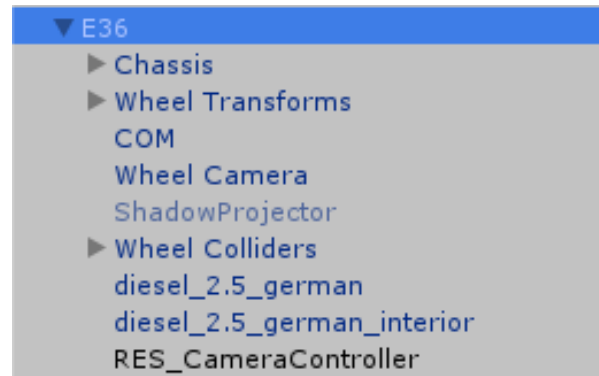 E36
Chassis
Wheel Transforms
COM
Wheel Camera
ShadowProjector
Wheel Colliders
diesel_2.5_german
diesel_2.5_german_interior
RES_CameraController